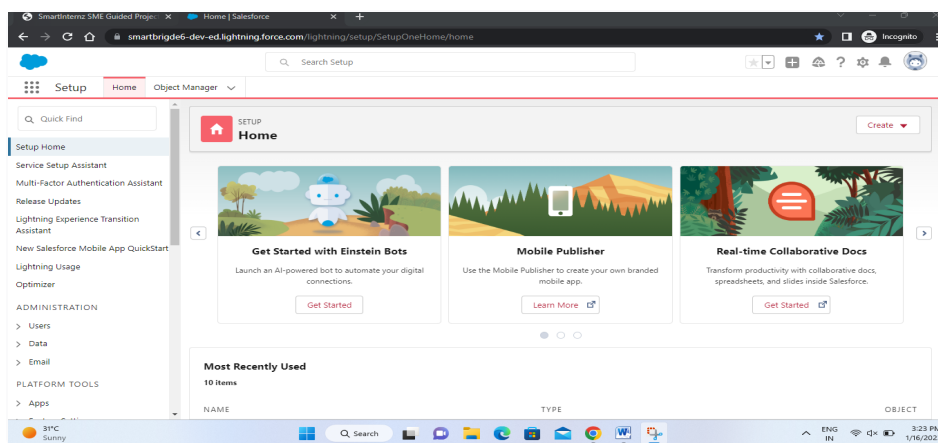 SmartInternz SME Guided Project
Home | Salesforce
smartbrigde6-dev-ed.lightning.force.com/lightning/setup/SetupOneHome/home
Incognito
Search Setup
Setup
Home
Object Manager
Quick Find
Setup Home
Service Setup Assistant
Multi-Factor Authentication Assistant
Release Updates
Lightning Experience Transition
Assistant
New Salesforce Mobile App QuickStart
Lightning Usage
Optimizer
ADMINISTRATION
Users
Data
Email
PLATFORM TOOLS
Apps
SETUP
Home
Create
Get Started with Einstein Bots
Launch an AI-powered bot to automate your digital
connections.
Get Started
Mobile Publisher
Use the Mobile Publisher to create your own branded
mobile app.
Learn More
Real-time Collaborative Docs
Transform productivity with collaborative docs,
spreadsheets, and slides inside Salesforce.
Get Started
Most Recently Used
10 items
NAME
TYPE
OBJECT
31°C
Sunny
Search
ENG
IN
3:23 PM
1/16/202